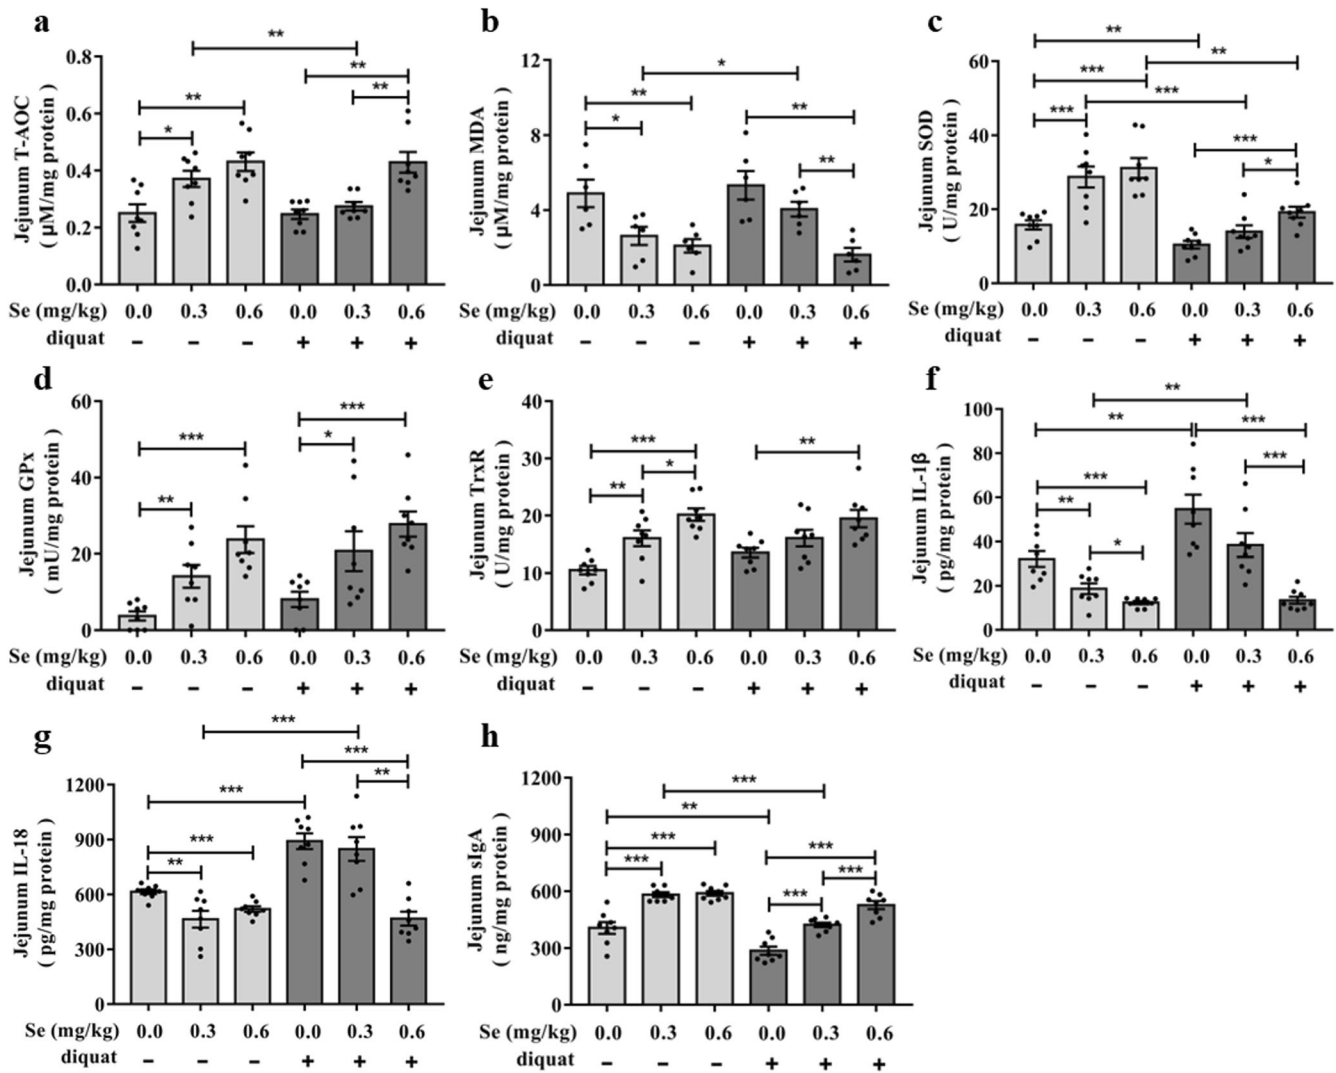 a
**
**
**
**
*
Jejunum T-AOC
( μM/mg protein )
0.8
0.6
0.4
0.2
0.0
Se (mg/kg) 0.0 0.3 0.6 0.0 0.3 0.6
diquat − − − + + +
b
*
**
**
*
**
Jejunum MDA
( μM/mg protein )
12
8
4
0
Se (mg/kg) 0.0 0.3 0.6 0.0 0.3 0.6
diquat − − − + + +
c
**
**
***
***
***
***
*
Jejunum SOD
( U/mg protein )
60
40
20
0
Se (mg/kg) 0.0 0.3 0.6 0.0 0.3 0.6
diquat − − − + + +
d
***
*
***
**
Jejunum GPx
( mU/mg protein )
60
40
20
0
Se (mg/kg) 0.0 0.3 0.6 0.0 0.3 0.6
diquat − − − + + +
e
***
**
*
**
Jejunum TrxR
( U/mg protein )
40
30
20
10
0
Se (mg/kg) 0.0 0.3 0.6 0.0 0.3 0.6
diquat − − − + + +
f
**
**
***
***
***
**
*
Jejunum IL-1β
( pg/mg protein )
100
80
60
40
20
0
Se (mg/kg) 0.0 0.3 0.6 0.0 0.3 0.6
diquat − − − + + +
g
***
***
**
***
***
**
Jejunum IL-18
( pg/mg protein )
1200
900
600
300
0
Se (mg/kg) 0.0 0.3 0.6 0.0 0.3 0.6
diquat − − − + + +
h
***
**
***
***
***
***
***
Jejunum sIgA
( ng/mg protein )
1200
900
600
300
0
Se (mg/kg) 0.0 0.3 0.6 0.0 0.3 0.6
diquat − − − + + +